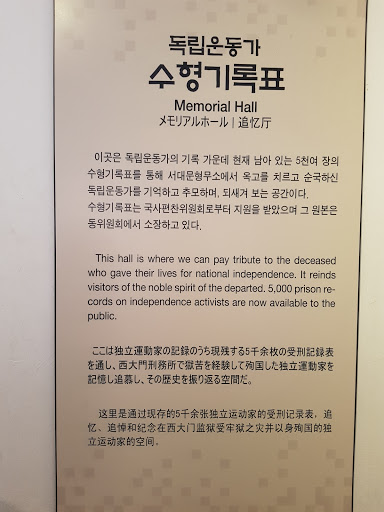 독립운동가
수형기록표
Memorial Hall
メモリアルホール | 追忆厅
이곳은 독립운동가의 기록 가운데 현재 남아 있는 5천여 장의
수형기록표를 통해 서대문형무소에서 옥고를 치르고 순국하신
독립운동가를 기억하고 추모하며, 되새겨 보는 공간이다.
수형기록표는 국사편찬위원회로부터 지원을 받았으며 그 원본은
동위원회에서 소장하고 있다.
This hall is where we can pay tribute to the deceased
who gave their lives for national independence. It reinds
visitors of the noble spirit of the departed. 5,000 prison re-
cords on independence activists are now available to the
public.
ここは独立運動家の記録のうち現残する5千余枚の受刑記録表
を通し、西大門刑務所で獄苦を経験して殉国した独立運動家を
記憶し追慕し、その歴史を振り返る空間だ。
这里是通过现存的5千余张独立运动家的受刑记录表，追
忆、追悼和纪念在西大门监狱受牢狱之灾并以身殉国的独
立运动家的空间。